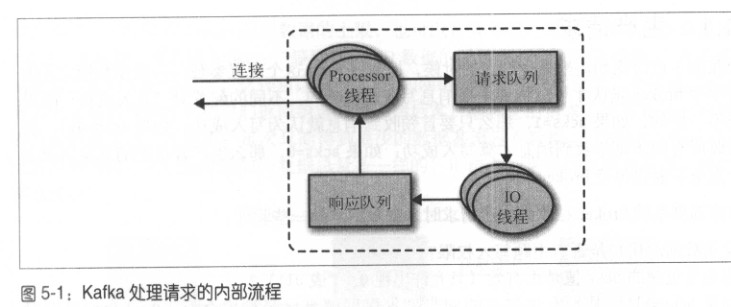 连接
Processor
线程
请求队列
响应队列
IO
线程
图 5-1：Kafka 处理请求的内部流程